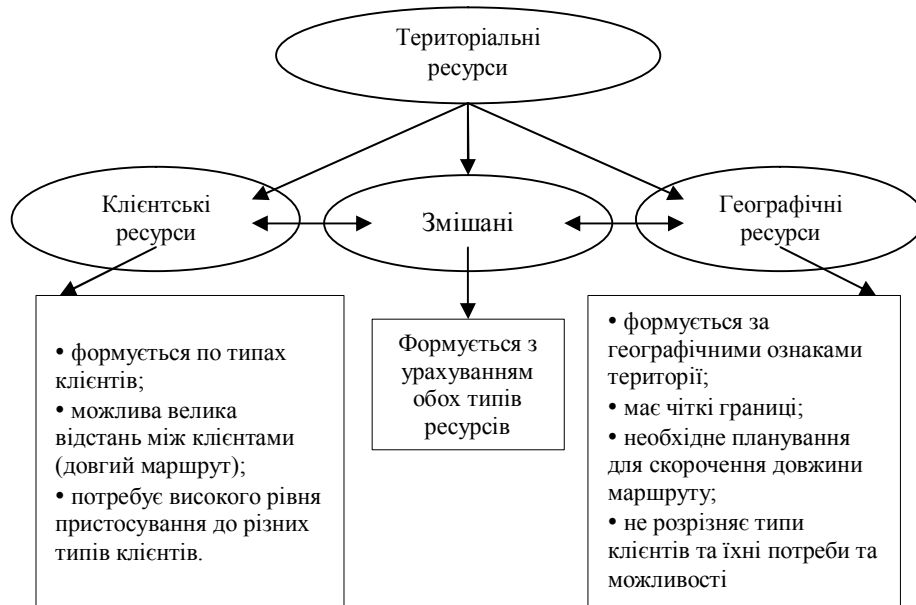 Територіальні
ресурси
Клієнтські
ресурси
Змішані
Географічні
ресурси
• формується по типах
клієнтів;
• можлива велика
відстань між клієнтами
(довгий маршрут);
• потребує високого рівня
пристосування до різних
типів клієнтів.
Формується з
урахуванням
обох типів
ресурсів
• формується за
географічними ознаками
території;
• має чіткі границі;
• необхідне планування
для скорочення довжини
маршруту;
• не розрізняє типи
клієнтів та їхні потреби та
можливості